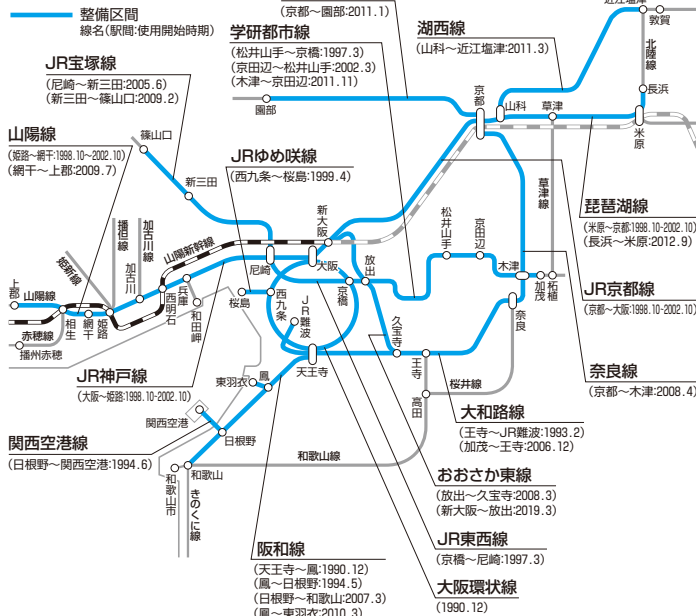 整備区間
線名(駅間:使用開始時期)
(京都～園部:2011.1)
学研都市線
(松井山手～京橋:1997.3)
(京田辺～松井山手:2002.3)
(木津～京田辺:2011.11)
湖西線
(山科～近江塩津:2011.3)
近江塩津
敦賀
北陸線
長浜
米原
JR宝塚線
(尼崎～新三田:2005.6)
(新三田～篠山口:2009.2)
園部
京都
山科
草津
草津線
山陽線
(姫路～網干:1998.10～2002.10)
(網干～上郡:2009.7)
篠山口
新三田
JRゆめ咲線
(西九条～桜島:1999.4)
琵琶湖線
(米原～京都:1998.10-2002.10)
(長浜～米原:2012.9)
播但線
加古川線
山陽新幹線
姫新線
新大阪
松井山手
京田辺
放出
木津
加茂
柘植
尼崎
大阪
京橋
上郡
山陽線
相生
網干
姫路
加古川
西明石
兵庫
和田岬
桜島
西九条
JR難波
久宝寺
奈良
JR京都線
(京都～大阪:1998.10-2002.10)
赤穂線
播州赤穂
天王寺
王寺
高田
桜井線
奈良線
(京都～木津:2008.4)
JR神戸線
(大阪～姫路:1998.10-2002.10)
東羽衣
鳳
関西空港
日根野
大和路線
(王寺～JR難波:1993.2)
(加茂～王寺:2006.12)
関西空港線
(日根野～関西空港:1994.6)
和歌山線
和歌山
和歌山市
きのくに線
おおさか東線
(放出～久宝寺:2008.3)
(新大阪～放出:2019.3)
JR東西線
(京橋～尼崎:1997.3)
阪和線
(天王寺～鳳:1990.12)
(鳳～日根野:1994.5)
(日根野～和歌山:2007.3)
(鳳～東羽衣:2010.3)
大阪環状線
(1990.12)